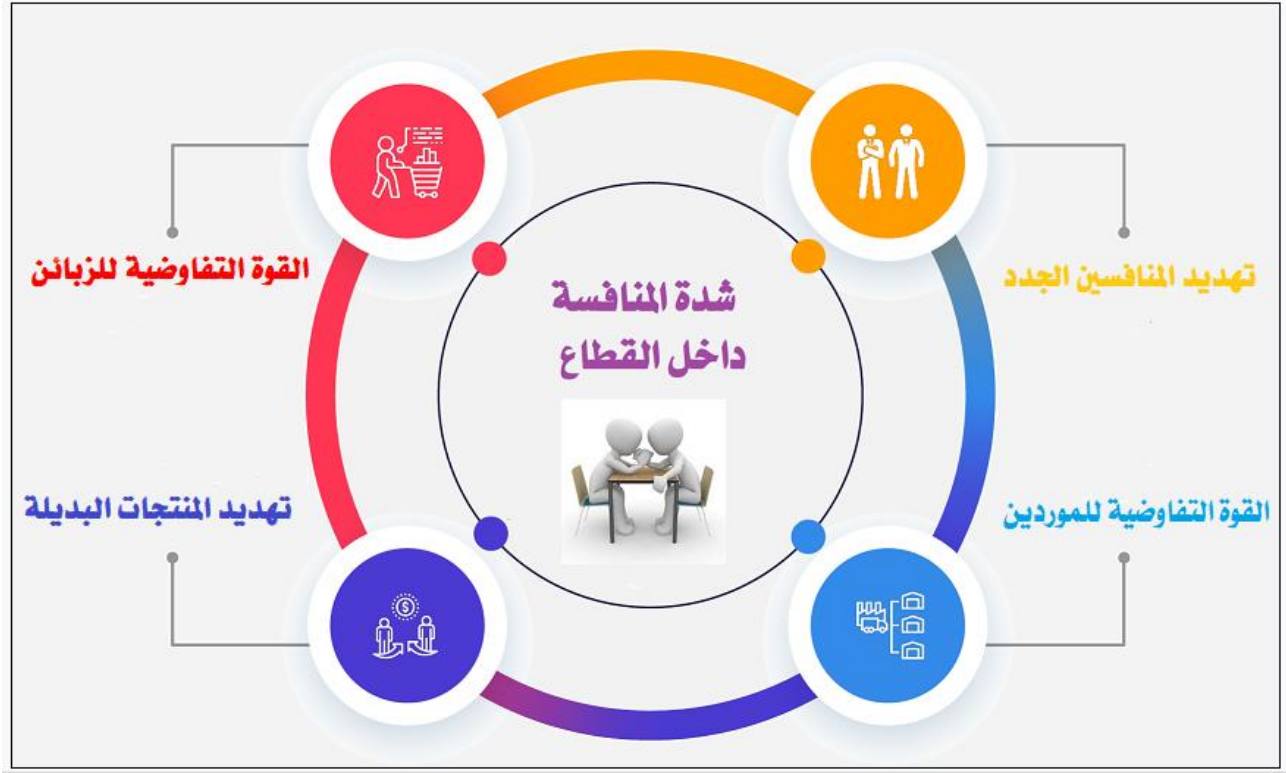 تهديد المنافسين الجدد
القوة التفاوضية للزبائن
شدة المنافسة
داخل القطاع
القوة التفاوضية للموردين
تهديد المنتجات البديلة